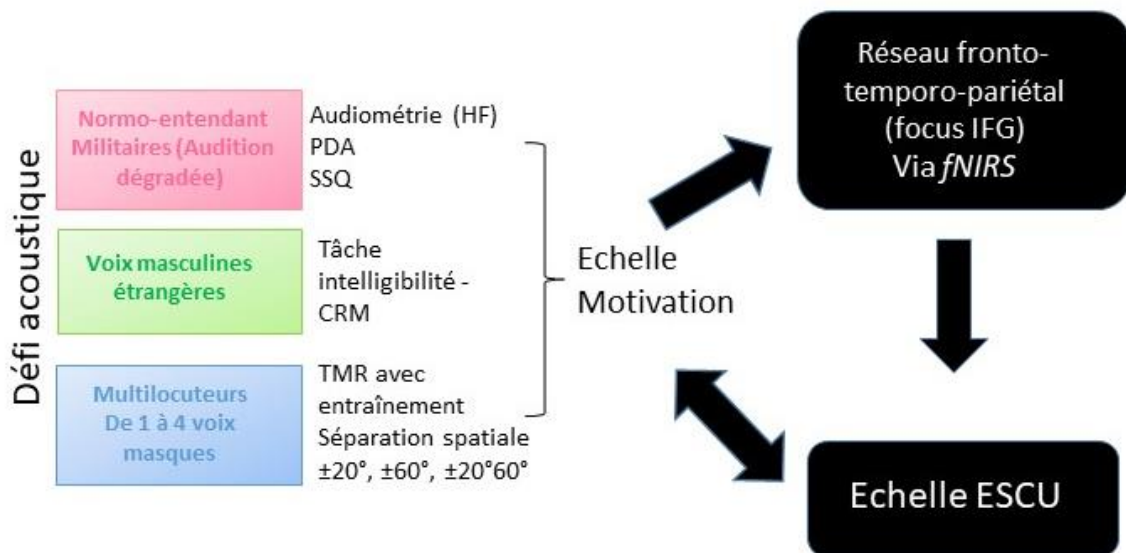 Défi acoustique
Normo-entendant
Militaires (Audition
dégradée)
Audiométrie (HF)
PDA
SSQ
Voix masculines
étrangères
Tâche
intelligibilité -
CRM
Multilocuteurs
De 1 à 4 voix
masques
TMR avec
entraînement
Séparation spatiale
±20°, ±60°, ±20°60°
Echelle
Motivation
Réseau fronto-
temporo-pariétal
(focus IFG)
Via fNIRS
Echelle ESCU